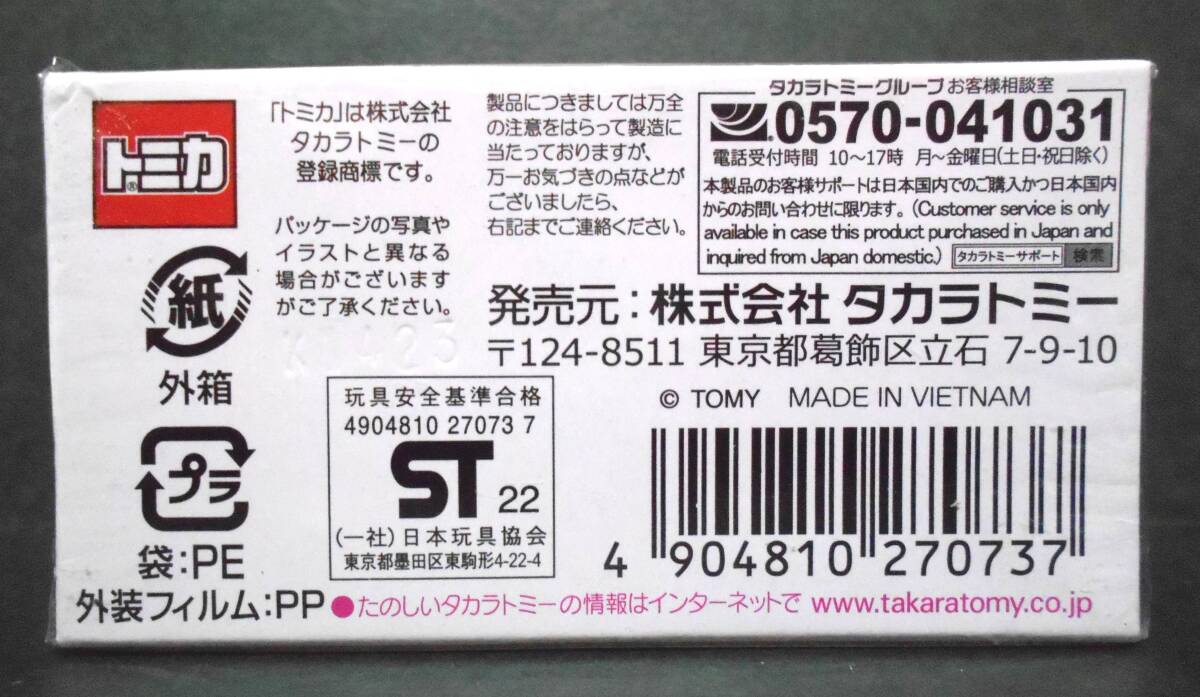 トミカ®
「トミカ」は株式会社
タカラトミーの
登録商標です。
パッケージの写真や
イラストと異なる
場合がございます
がご了承ください。
製品につきましては万全
の注意をはらって製造に
当たっておりますが、
万一お気づきの点などが
ございましたら、
右記までご連絡ください。
タカラトミーグループ お客様相談室
0570-041031
電話受付時間 10〜17時 月〜金曜日(土日・祝日除く)
本製品のお客様サポートは日本国内でのご購入かつ日本国内
からのお問い合わせに限ります。(Customer service is only
available in case this product purchased in Japan and
inquired from Japan domestic.) タカラトミーサポート 検索
発売元:株式会社 タカラトミー
〒124-8511 東京都葛飾区立石 7-9-10
© TOMY MADE IN VIETNAM
紙
外箱
プラ
袋:PE
外装フィルム:PP
玩具安全基準合格
4904810 27073 7
ST 22
(一社)日本玩具協会
東京都墨田区東駒形4-22-4
4 904810 270737
●たのしいタカラトミーの情報はインターネットで www.takaratomy.co.jp